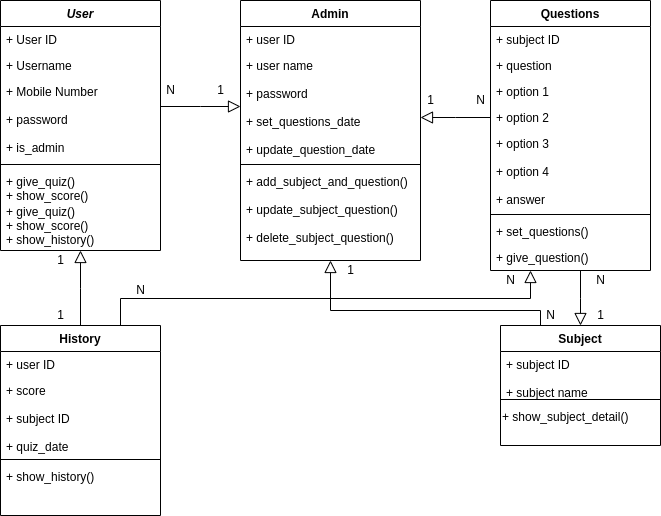 User
+ User ID
+ Username
+ Mobile Number
+ password
+ is_admin
+ give_quiz()
+ show_score()
+ give_quiz()
+ show_score()
+ show_history()
N
1
Admin
+ user ID
+ user name
+ password
+ set_questions_date
+ update_question_date
+ add_subject_and_question()
+ update_subject_question()
+ delete_subject_question()
1
N
Questions
+ subject ID
+ question
+ option 1
+ option 2
+ option 3
+ option 4
+ answer
+ set_questions()
+ give_question()
1
1
N
1
N
N
N
1
History
+ user ID
+ score
+ subject ID
+ quiz_date
+ show_history()
Subject
+ subject ID
+ subject name
+ show_subject_detail()